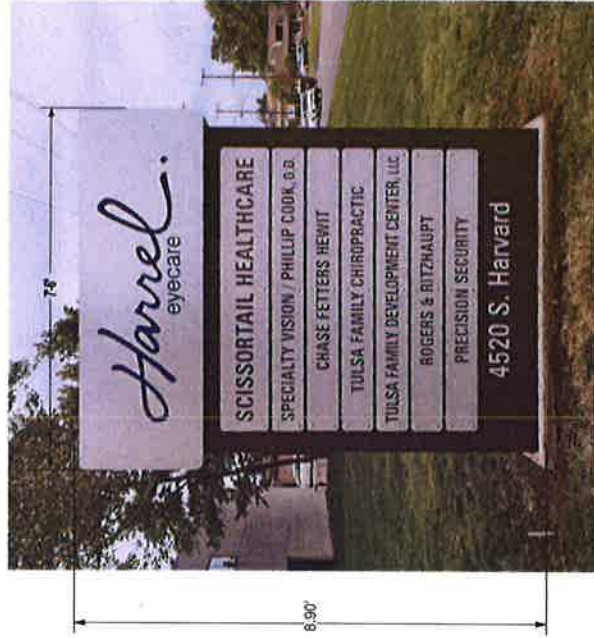 7'-6"
8.90'
Harrel
eyecare
SCISSORTAIL HEALTHCARE
SPECIALTY VISION / PHILLIP COOK, O.D.
CHASE FETTERS HEWIT
TULSA FAMILY CHIROPRACTIC
TULSA FAMILY DEVELOPMENT CENTER, LLC
ROGERS & RITZHAUPT
PRECISION SECURITY
4520 S. Harvard